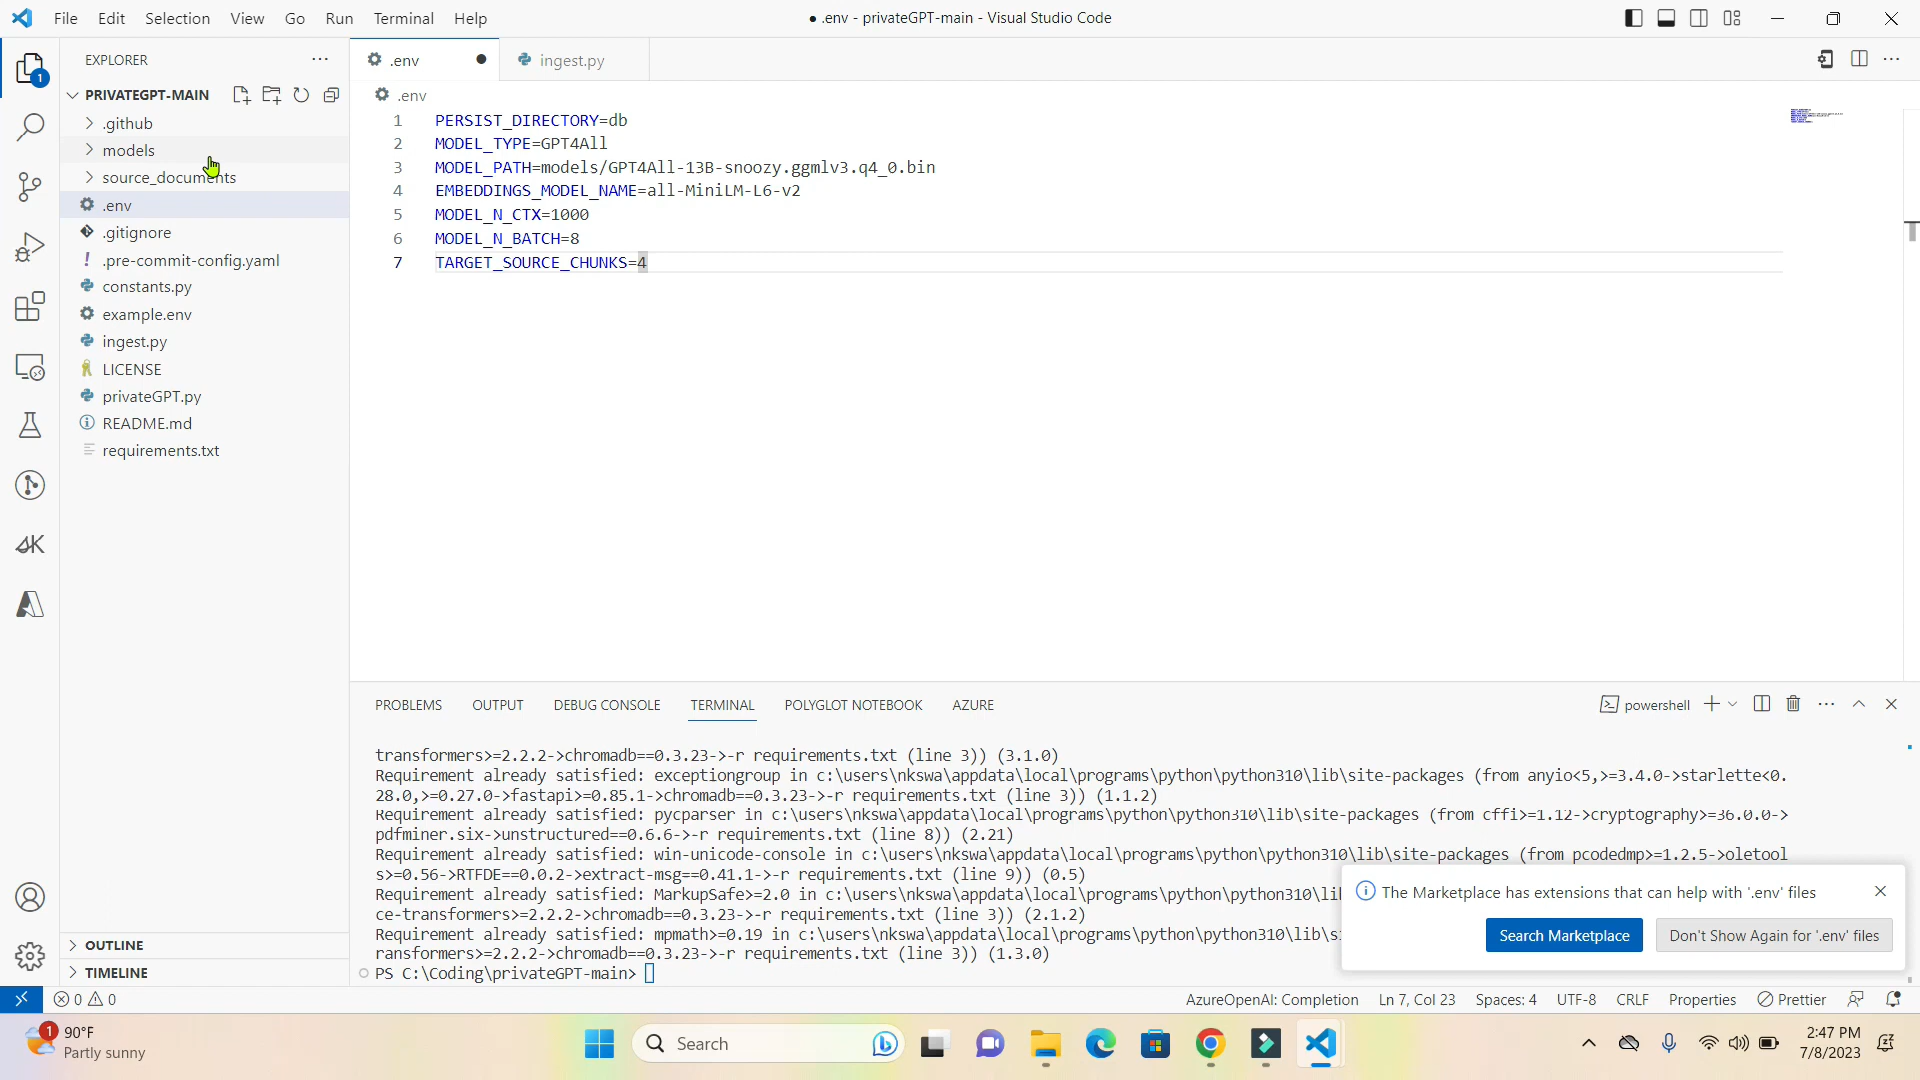 File Edit Selection View Go Run Terminal Help
● .env - privateGPT-main - Visual Studio Code
EXPLORER
PRIVATEGPT-MAIN
.github
models
source_documents
.env
.gitignore
.pre-commit-config.yaml
constants.py
example.env
ingest.py
LICENSE
privateGPT.py
README.md
requirements.txt
OUTLINE
TIMELINE
1
.env
ingest.py
.env
1 PERSIST_DIRECTORY=db
2 MODEL_TYPE=GPT4All
3 MODEL_PATH=models/GPT4All-13B-snoozy.ggmlv3.q4_0.bin
4 EMBEDDINGS_MODEL_NAME=all-MiniLM-L6-v2
5 MODEL_N_CTX=1000
6 MODEL_N_BATCH=8
7 TARGET_SOURCE_CHUNKS=4
PROBLEMS OUTPUT DEBUG CONSOLE TERMINAL POLYGLOT NOTEBOOK AZURE
powershell
transformers>=2.2.2->chromadb==0.3.23->-r requirements.txt (line 3)) (3.1.0)
Requirement already satisfied: exceptiongroup in c:\users\nkswa\appdata\local\programs\python\python310\lib\site-packages (from anyio<5,>=3.4.0->starlette<0.
28.0,>=0.27.0->fastapi>=0.85.1->chromadb==0.3.23->-r requirements.txt (line 3)) (1.1.2)
Requirement already satisfied: pycparser in c:\users\nkswa\appdata\local\programs\python\python310\lib\site-packages (from cffi>=1.12->cryptography>=36.0.0->
pdfminer.six->unstructured==0.6.6->-r requirements.txt (line 8)) (2.21)
Requirement already satisfied: win-unicode-console in c:\users\nkswa\appdata\local\programs\python\python310\lib\site-packages (from pcodedmp>=1.2.5->oletool
s>=0.56->RTFDE==0.0.2->extract-msg==0.41.1->-r requirements.txt (line 9)) (0.5)
Requirement already satisfied: MarkupSafe>=2.0 in c:\users\nkswa\appdata\local\programs\python\python310\li
ce-transformers>=2.2.2->chromadb==0.3.23->-r requirements.txt (line 3)) (2.1.2)
Requirement already satisfied: mpmath>=0.19 in c:\users\nkswa\appdata\local\programs\python\python310\lib\s
ransformers>=2.2.2->chromadb==0.3.23->-r requirements.txt (line 3)) (1.3.0)
PS C:\Coding\privateGPT-main>
The Marketplace has extensions that can help with '.env' files
Search Marketplace
Don't Show Again for '.env' files
0 0
AzureOpenAI: Completion Ln 7, Col 23 Spaces: 4 UTF-8 CRLF Properties Prettier
1
90°F
Partly sunny
Search
2:47 PM
7/8/2023